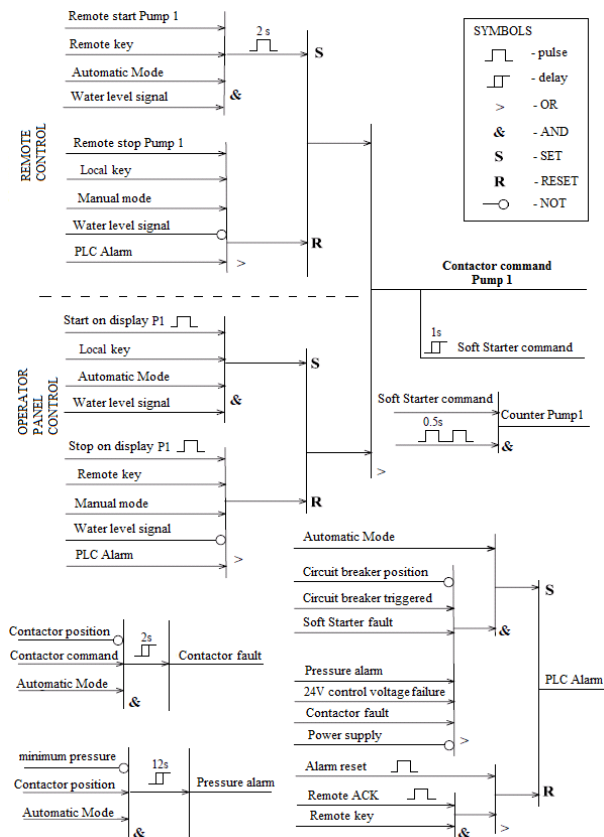 Remote start Pump 1
Remote key
2 s
Automatic Mode
Water level signal
&
S
REMOTE
CONTROL
Remote stop Pump 1
Local key
Manual mode
Water level signal
PLC Alarm
>
R
SYMBOLS
- pulse
- delay
> - OR
& - AND
S - SET
R - RESET
- NOT
Contactor command
Pump 1
1s
Soft Starter command
OPERATOR
PANEL
CONTROL
Start on display P1
Local key
Automatic Mode
Water level signal
&
S
Stop on display P1
Remote key
Manual mode
Water level signal
PLC Alarm
>
R
>
Soft Starter command
0.5s
Counter Pump1
&
Contactor position
Contactor command
2s
Contactor fault
Automatic Mode
&
minimum pressure
Contactor position
12s
Pressure alarm
Automatic Mode
&
Automatic Mode
Circuit breaker position
Circuit breaker triggered
Soft Starter fault
&
S
Pressure alarm
24V control voltage failure
Contactor fault
Power supply
>
PLC Alarm
Alarm reset
Remote ACK
Remote key
&
>
R